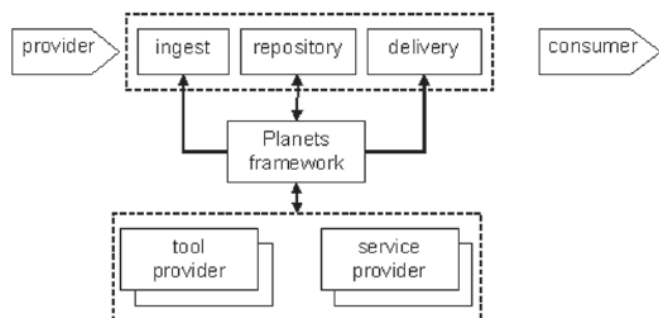 provider
ingest
repository
delivery
consumer
Planets
framework
tool
provider
service
provider